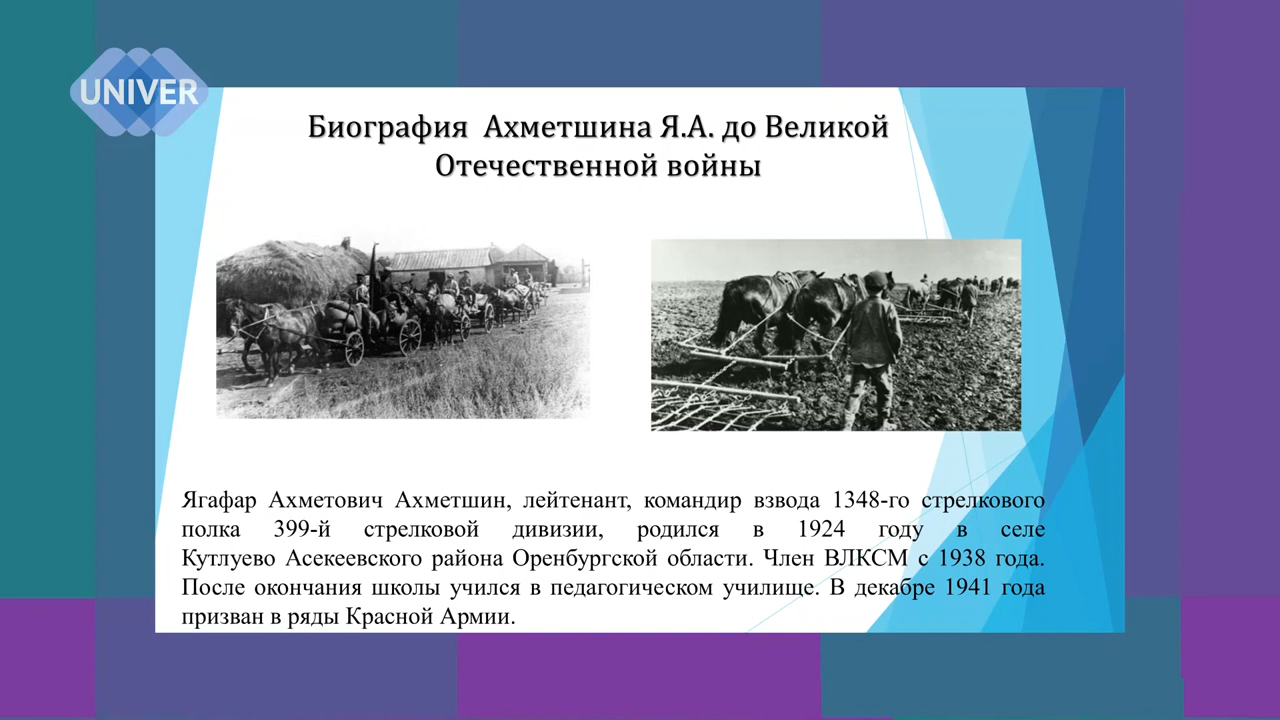 UNIVER
Биография Ахметшина Я.А. до Великой
Отечественной войны
Ягафар Ахметович Ахметшин, лейтенант, командир взвода 1348-го стрелкового
полка 399-й стрелковой дивизии, родился в 1924 году в селе
Кутлуево Асекеевского района Оренбургской области. Член ВЛКСМ с 1938 года.
После окончания школы учился в педагогическом училище. В декабре 1941 года
призван в ряды Красной Армии.